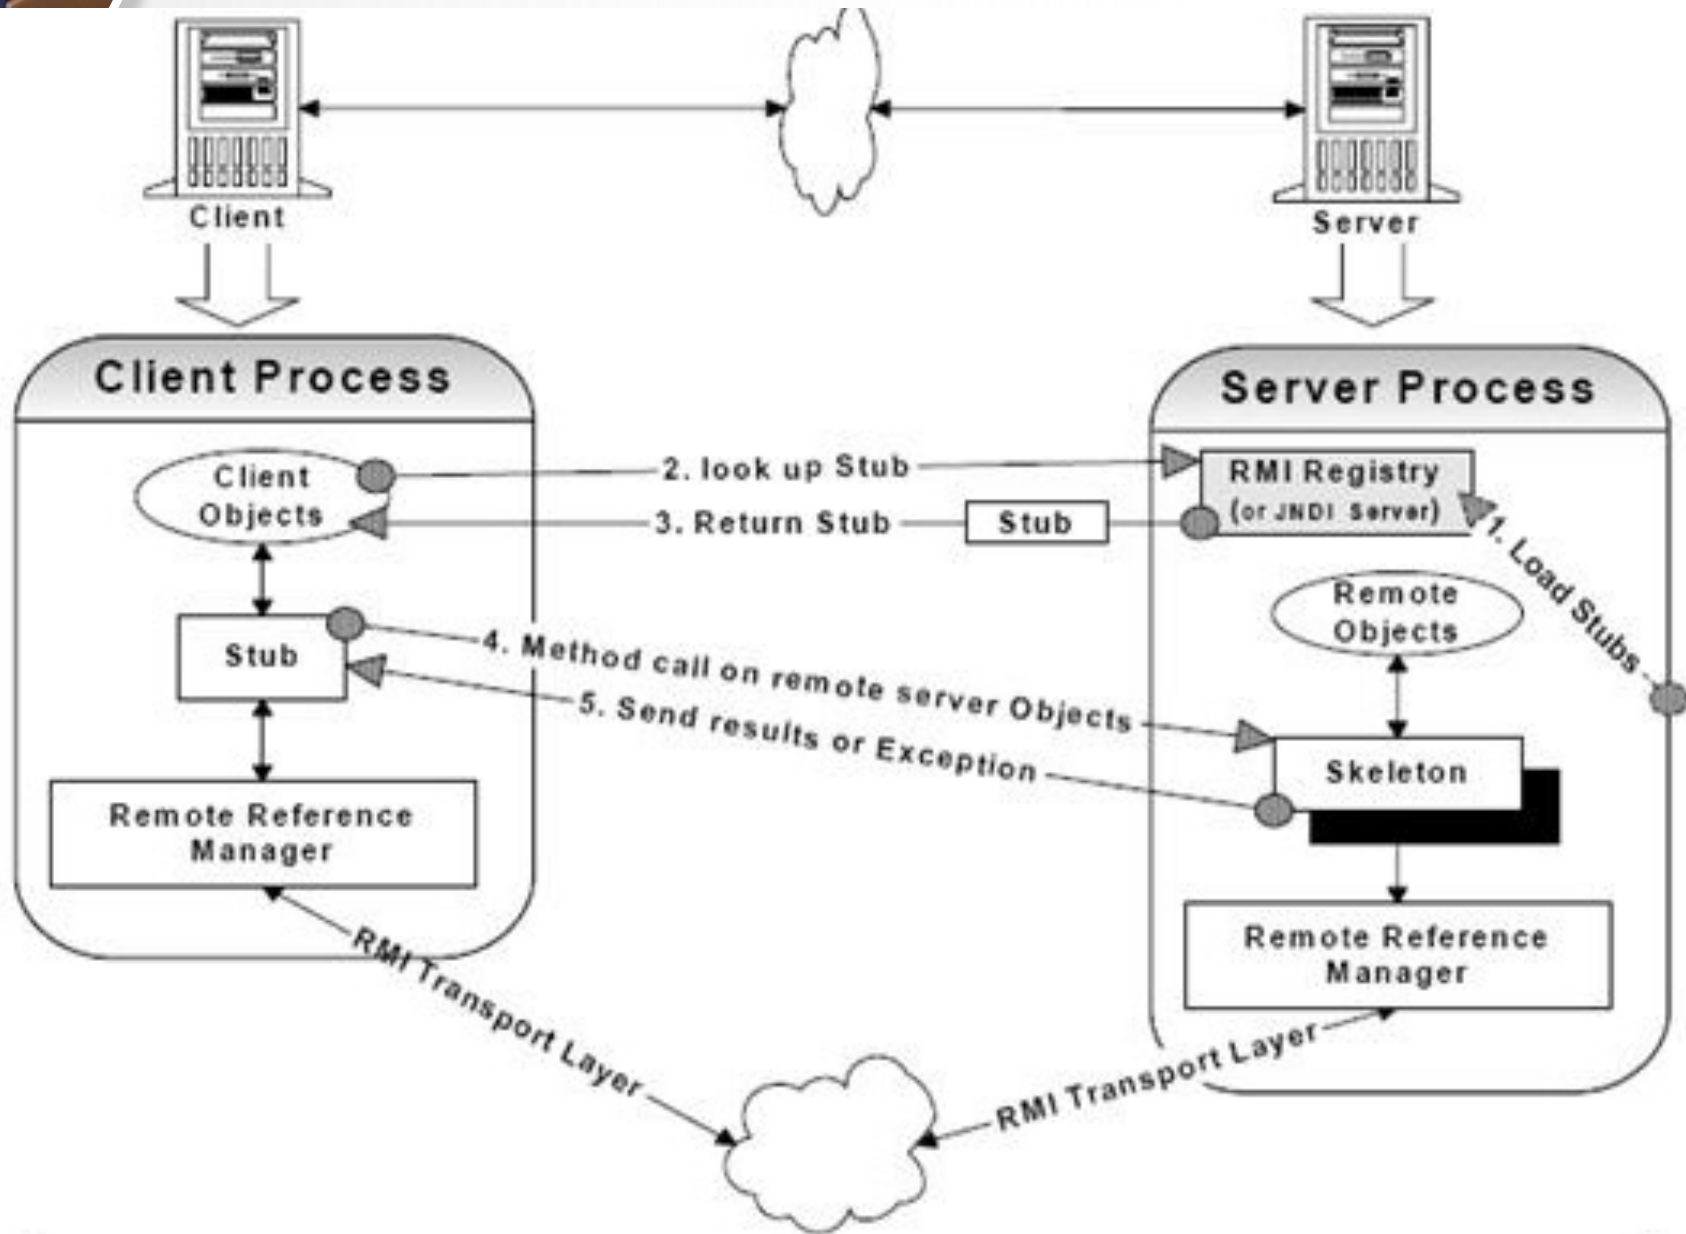 Client
Server
Client Process
Server Process
Client
Objects
2. look up Stub
RMI Registry
(or JNDI Server)
3. Return Stub
Stub
1. Load Stubs
Remote
Objects
Stub
4. Method call on remote server Objects
5. Send results or Exception
Skeleton
Remote Reference
Manager
Remote Reference
Manager
RMI Transport Layer
RMI Transport Layer